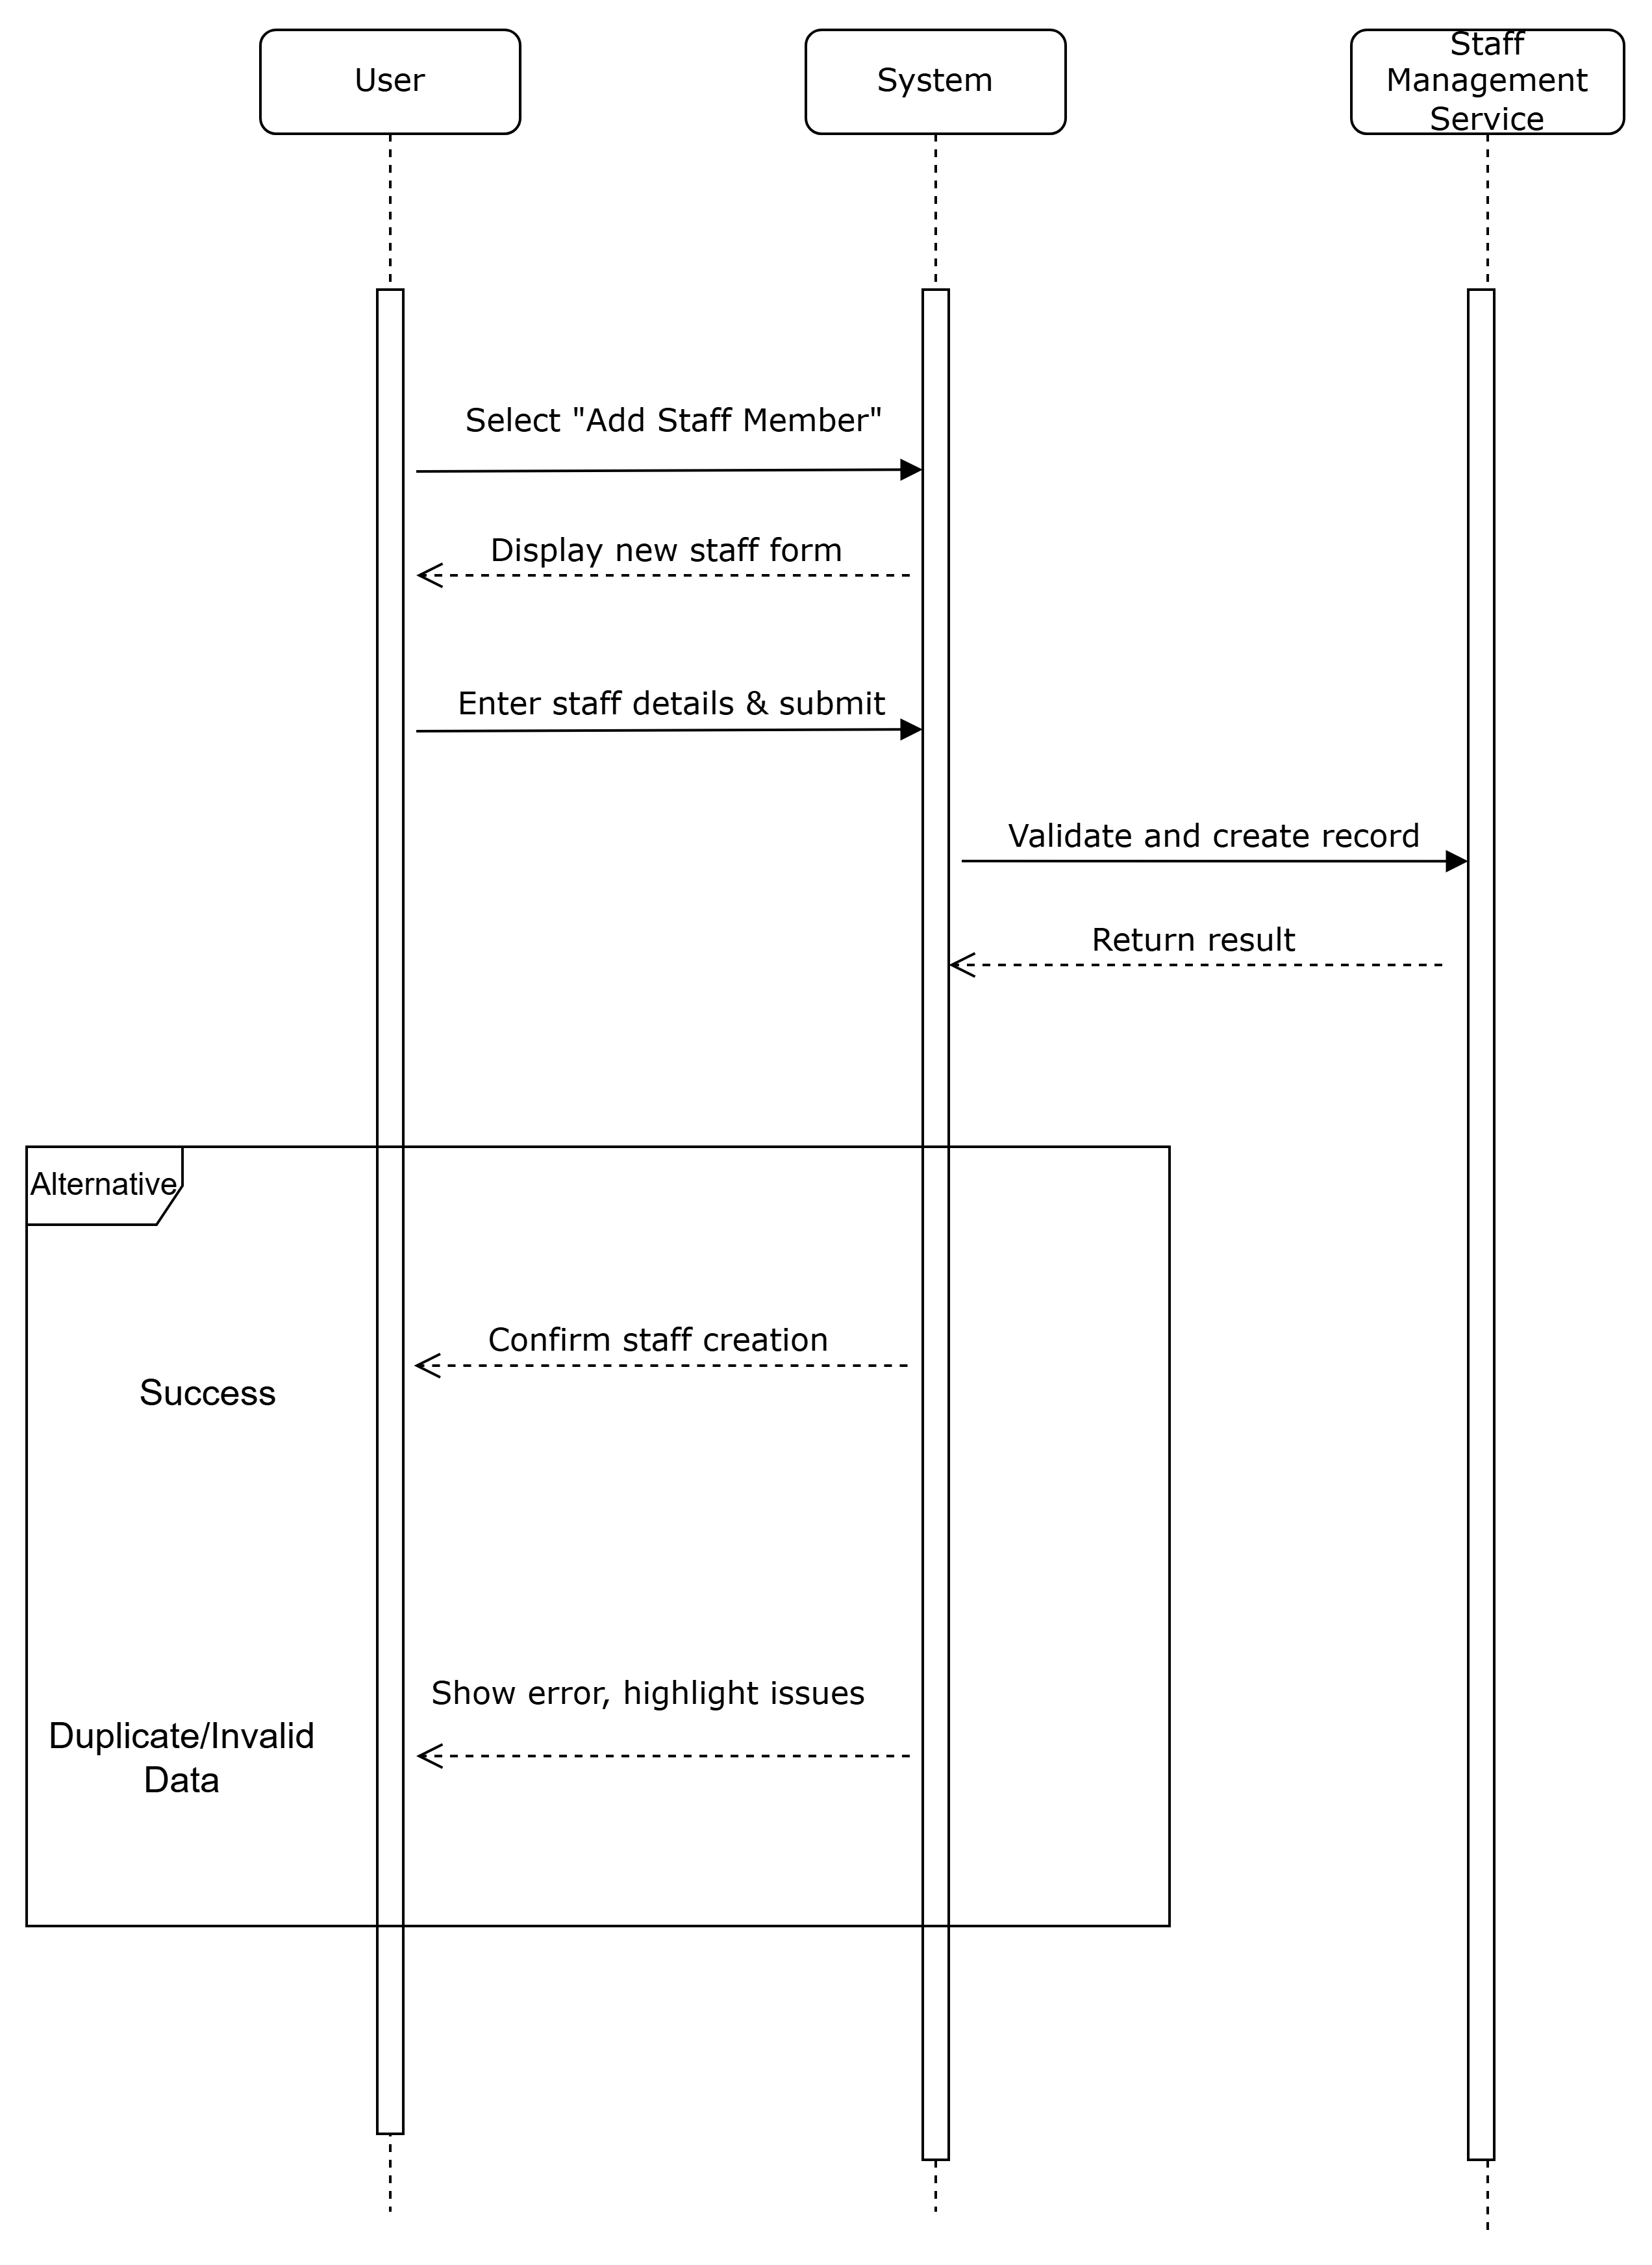 User
System
Staff
Management
Service
Select "Add Staff Member"
Display new staff form
Enter staff details & submit
Validate and create record
Return result
Alternative
Confirm staff creation
Success
Show error, highlight issues
Duplicate/Invalid
Data